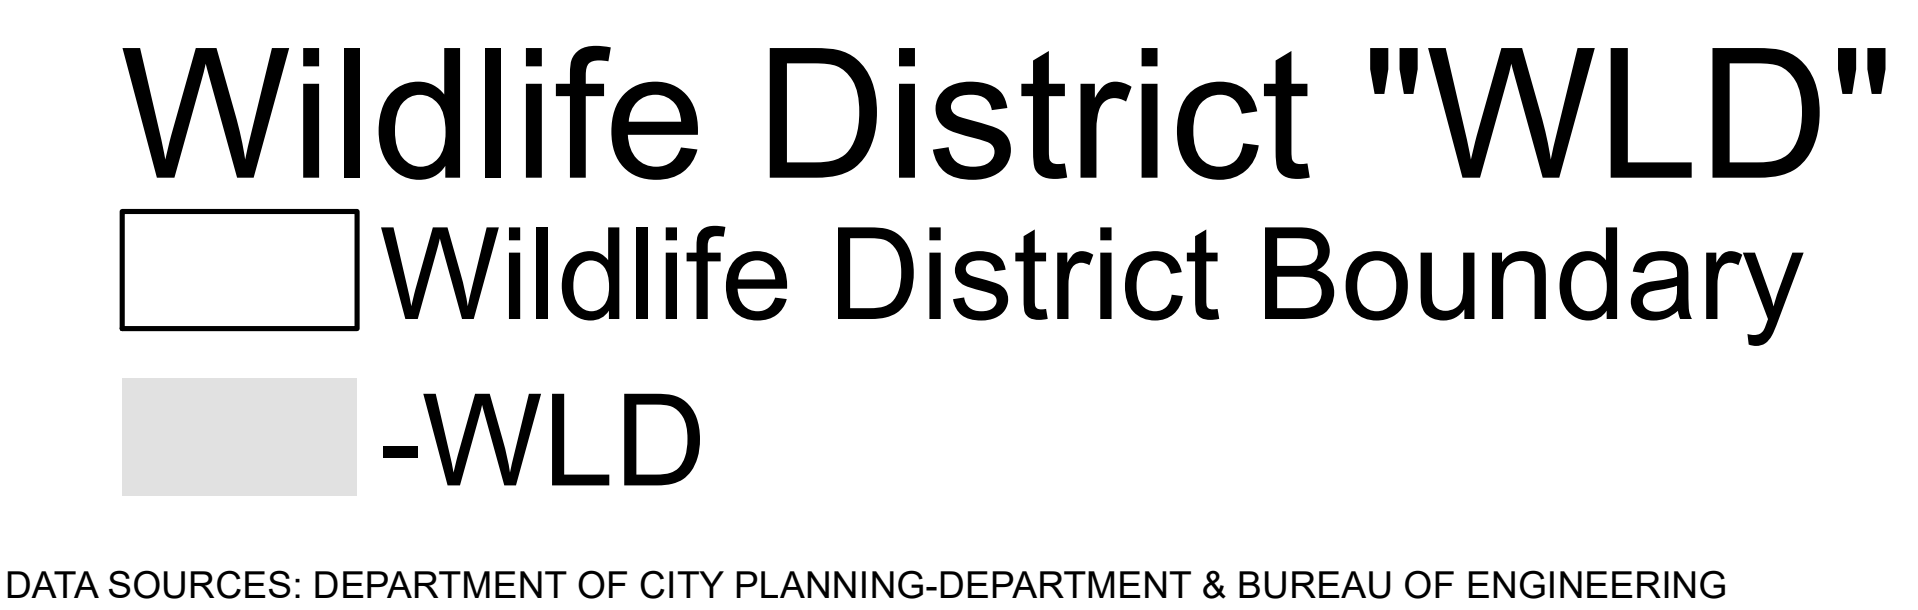 Wildlife District "WLD"
Wildlife District Boundary
-WLD
DATA SOURCES: DEPARTMENT OF CITY PLANNING-DEPARTMENT & BUREAU OF ENGINEERING